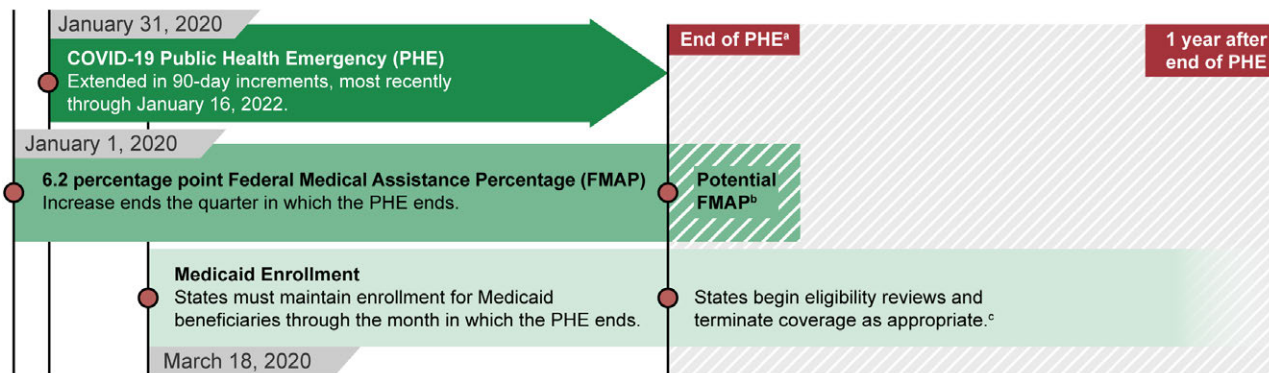 January 31, 2020
COVID-19 Public Health Emergency (PHE)
Extended in 90-day increments, most recently
through January 16, 2022.
End of PHEᵃ
1 year after
end of PHE
January 1, 2020
6.2 percentage point Federal Medical Assistance Percentage (FMAP)
Increase ends the quarter in which the PHE ends.
Potential
FMAPᵇ
Medicaid Enrollment
States must maintain enrollment for Medicaid
beneficiaries through the month in which the PHE ends.
States begin eligibility reviews and
terminate coverage as appropriate.ᶜ
March 18, 2020